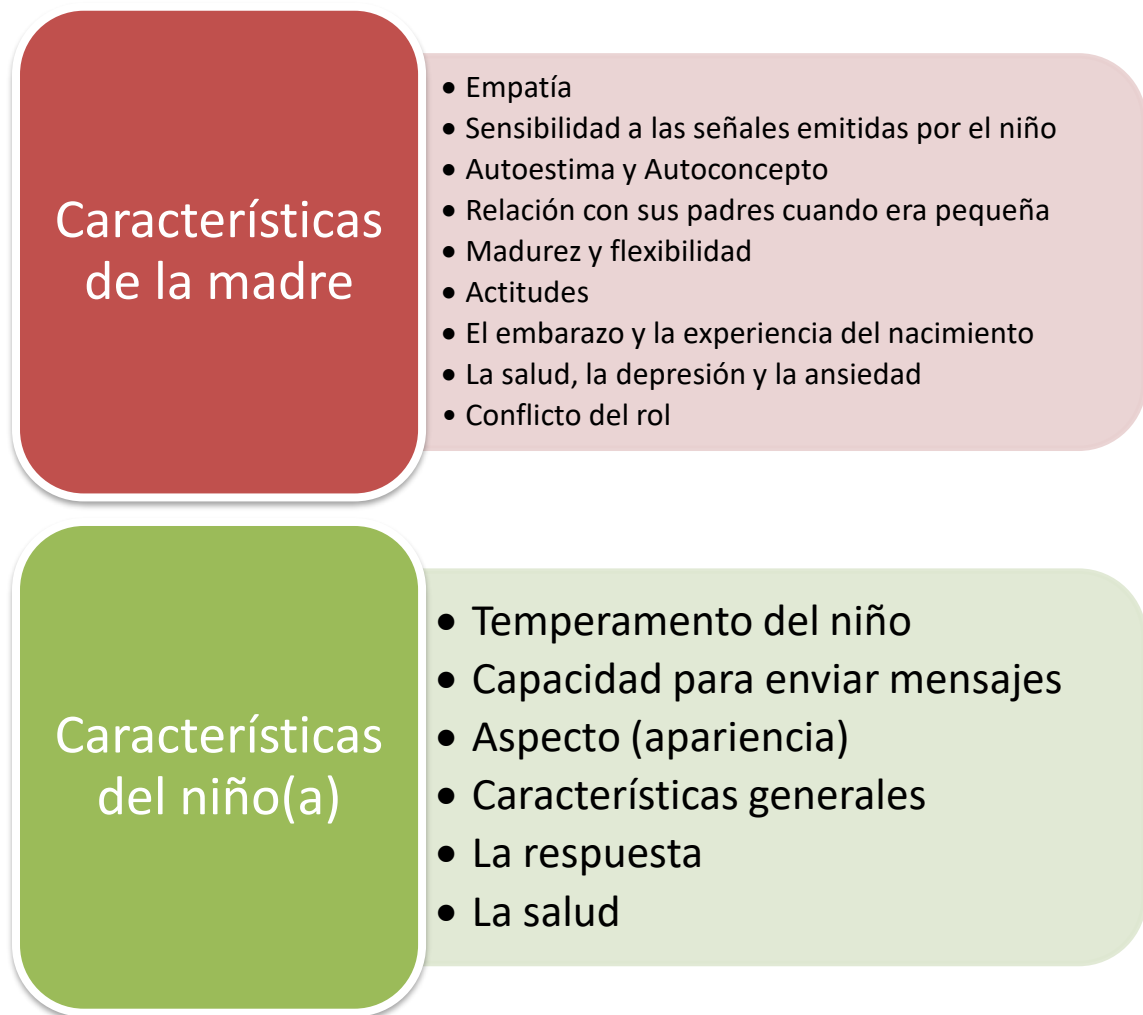 Características
de la madre
• Empatía
• Sensibilidad a las señales emitidas por el niño
• Autoestima y Autoconcepto
• Relación con sus padres cuando era pequeña
• Madurez y flexibilidad
• Actitudes
• El embarazo y la experiencia del nacimiento
• La salud, la depresión y la ansiedad
• Conflicto del rol
Características
del niño(a)
• Temperamento del niño
• Capacidad para enviar mensajes
• Aspecto (apariencia)
• Características generales
• La respuesta
• La salud